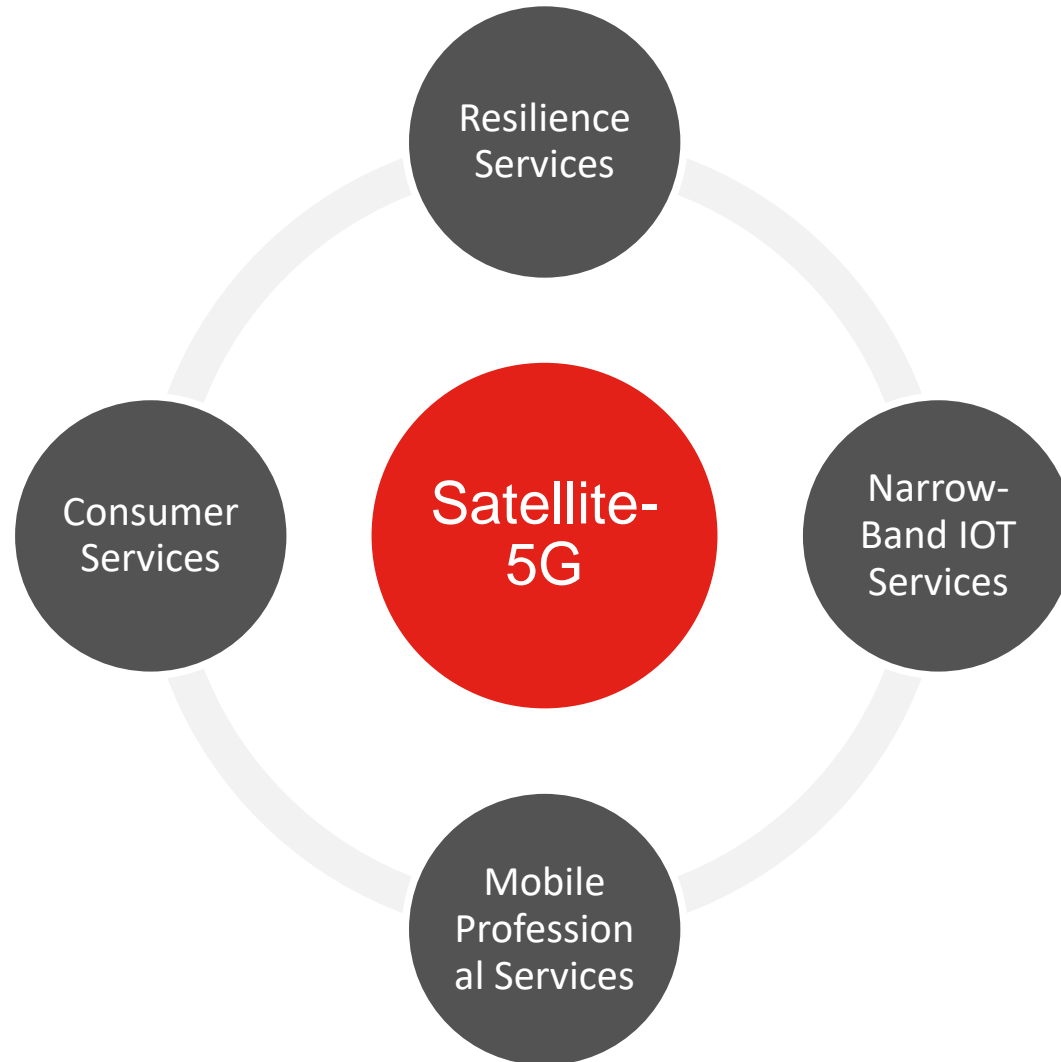 Resilience
Services
Consumer
Services
Satellite-
5G
Narrow-
Band IOT
Services
Mobile
Profession
al Services